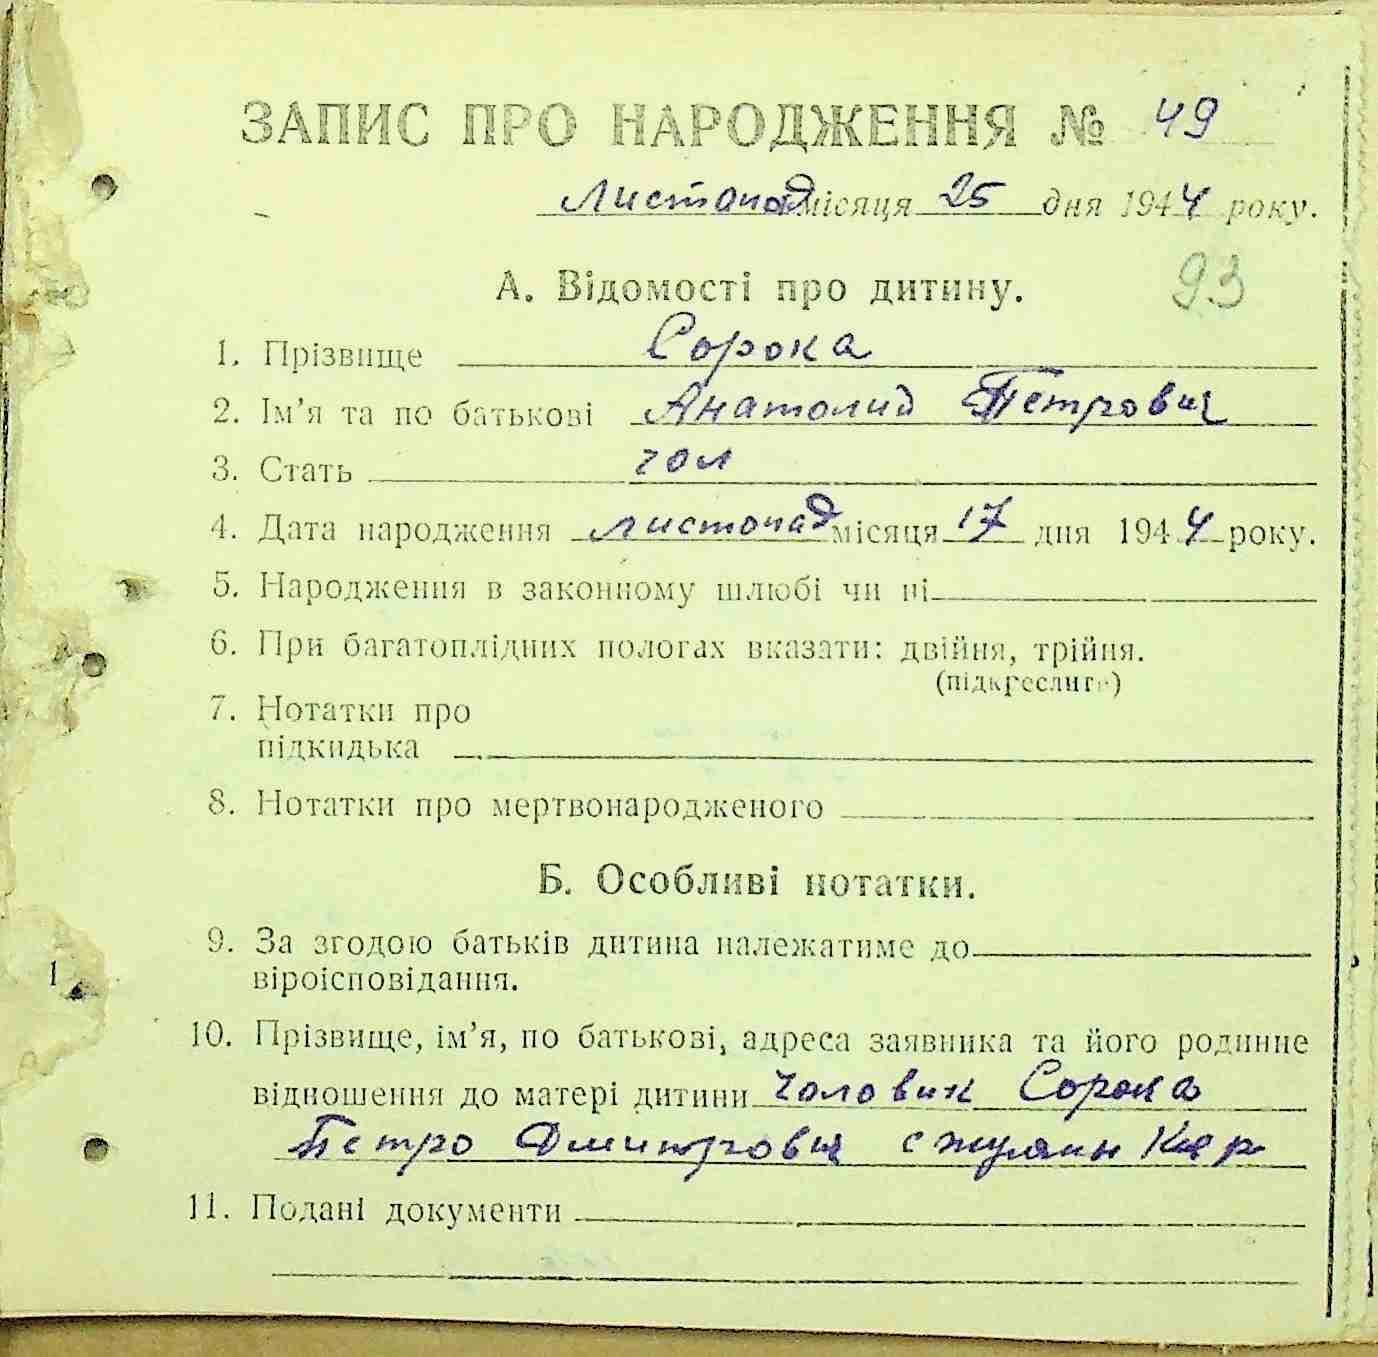 ЗАПИС ПРО НАРОДЖЕННЯ № 49
Листопад місяця 25 дня 1944 року.
93
А. Відомості про дитину.
1. Прізвище Сорока
2. Ім'я та по батькові Анатолий Петрович
3. Стать чол
4. Дата народження листопад місяця 17 дня 1944 року.
5. Народження в законному шлюбі чи ні
6. При багатоплідних пологах вказати: двійня, трійня.
(підкреслите)
7. Нотатки про
підкидька
8. Нотатки про мертвонародженого
Б. Особливі нотатки.
9. За згодою батьків дитина належатиме до
віроісповідання.
10. Прізвище, ім'я, по батькові, адреса заявника та його родинне
відношення до матері дитини чоловик Сорока
Петро Дмитрович с жуляны
11. Подані документи